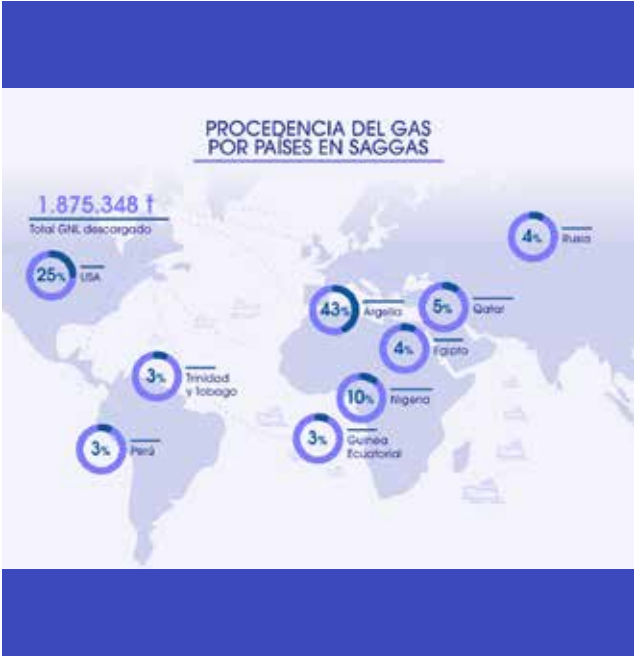 PROCEDENCIA DEL GAS
POR PAÍSES EN SAGGAS
1.875.348 t
Total GNL descargado
25% USA
4% Rusia
43% Argelia
5% Qatar
4% Egipto
3% Trinidad
y Tobago
10% Nigeria
3% Guinea
Ecuatorial
3% Perú